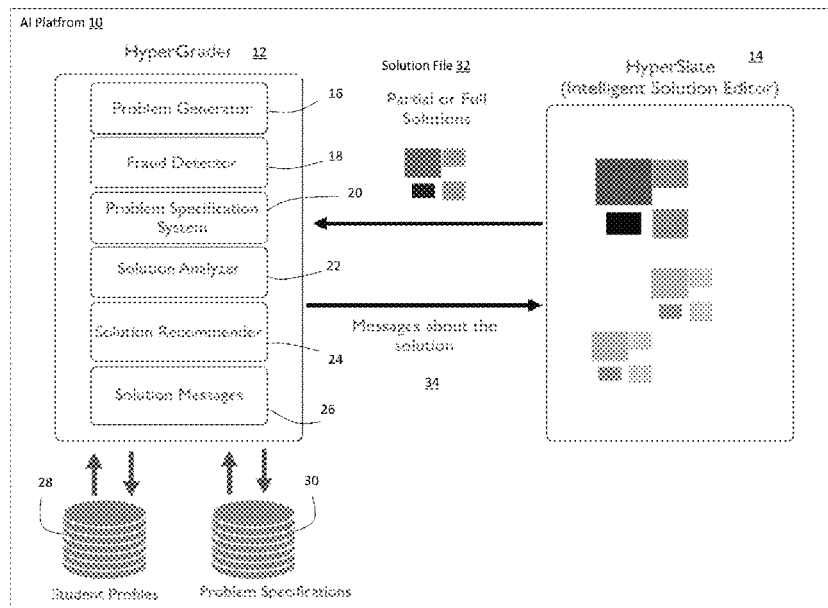 AI Platfrom 10
HyperGrader 12
Problem Generator
16
Fraud Detector
18
Problem Specification
System
20
Solution Analyzer
22
Solution Recommender
24
Solution Messages
26
Solution File 32
Partial or Full
Solutions
Messages about the
solution
34
14
HyperSlate
(Intelligent Solution Editor)
28
Student Profiles
30
Problem Specifications